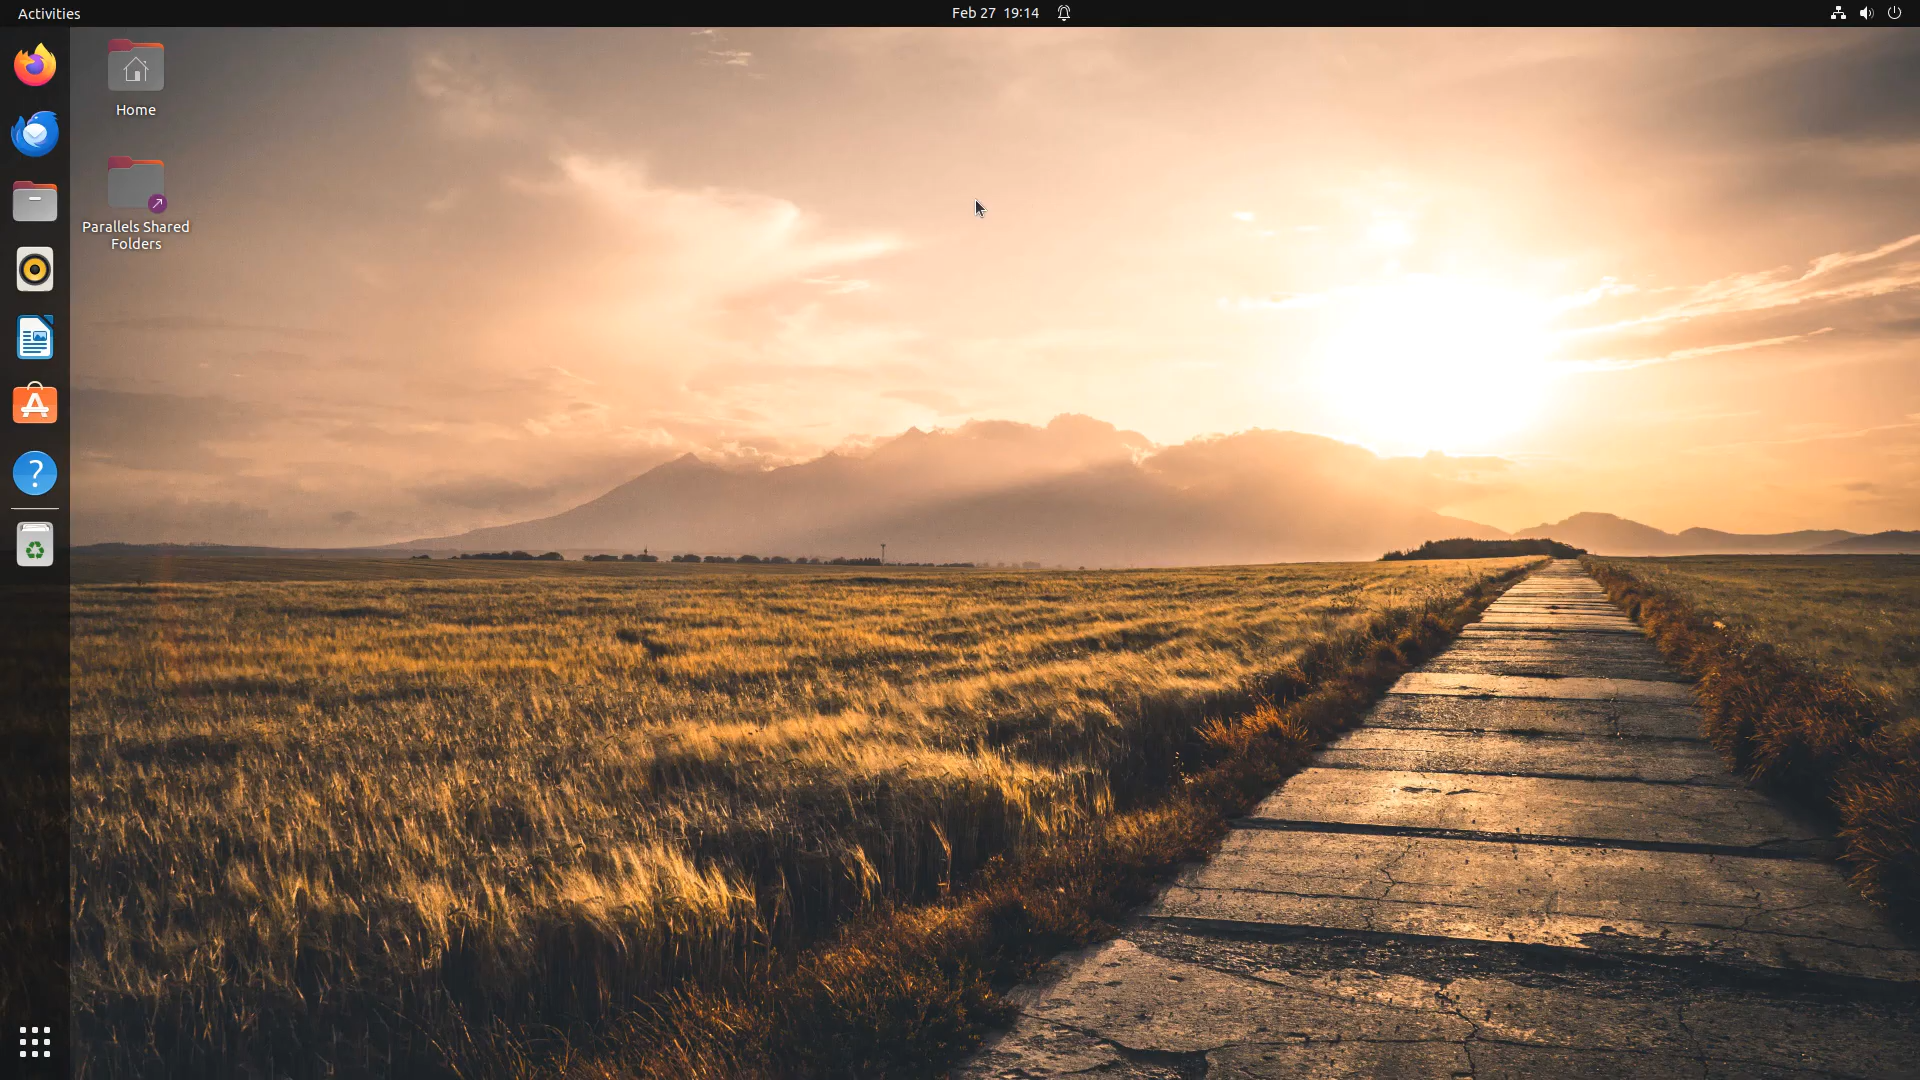 Activities
Feb 27 19:14
Home
Parallels Shared
Folders